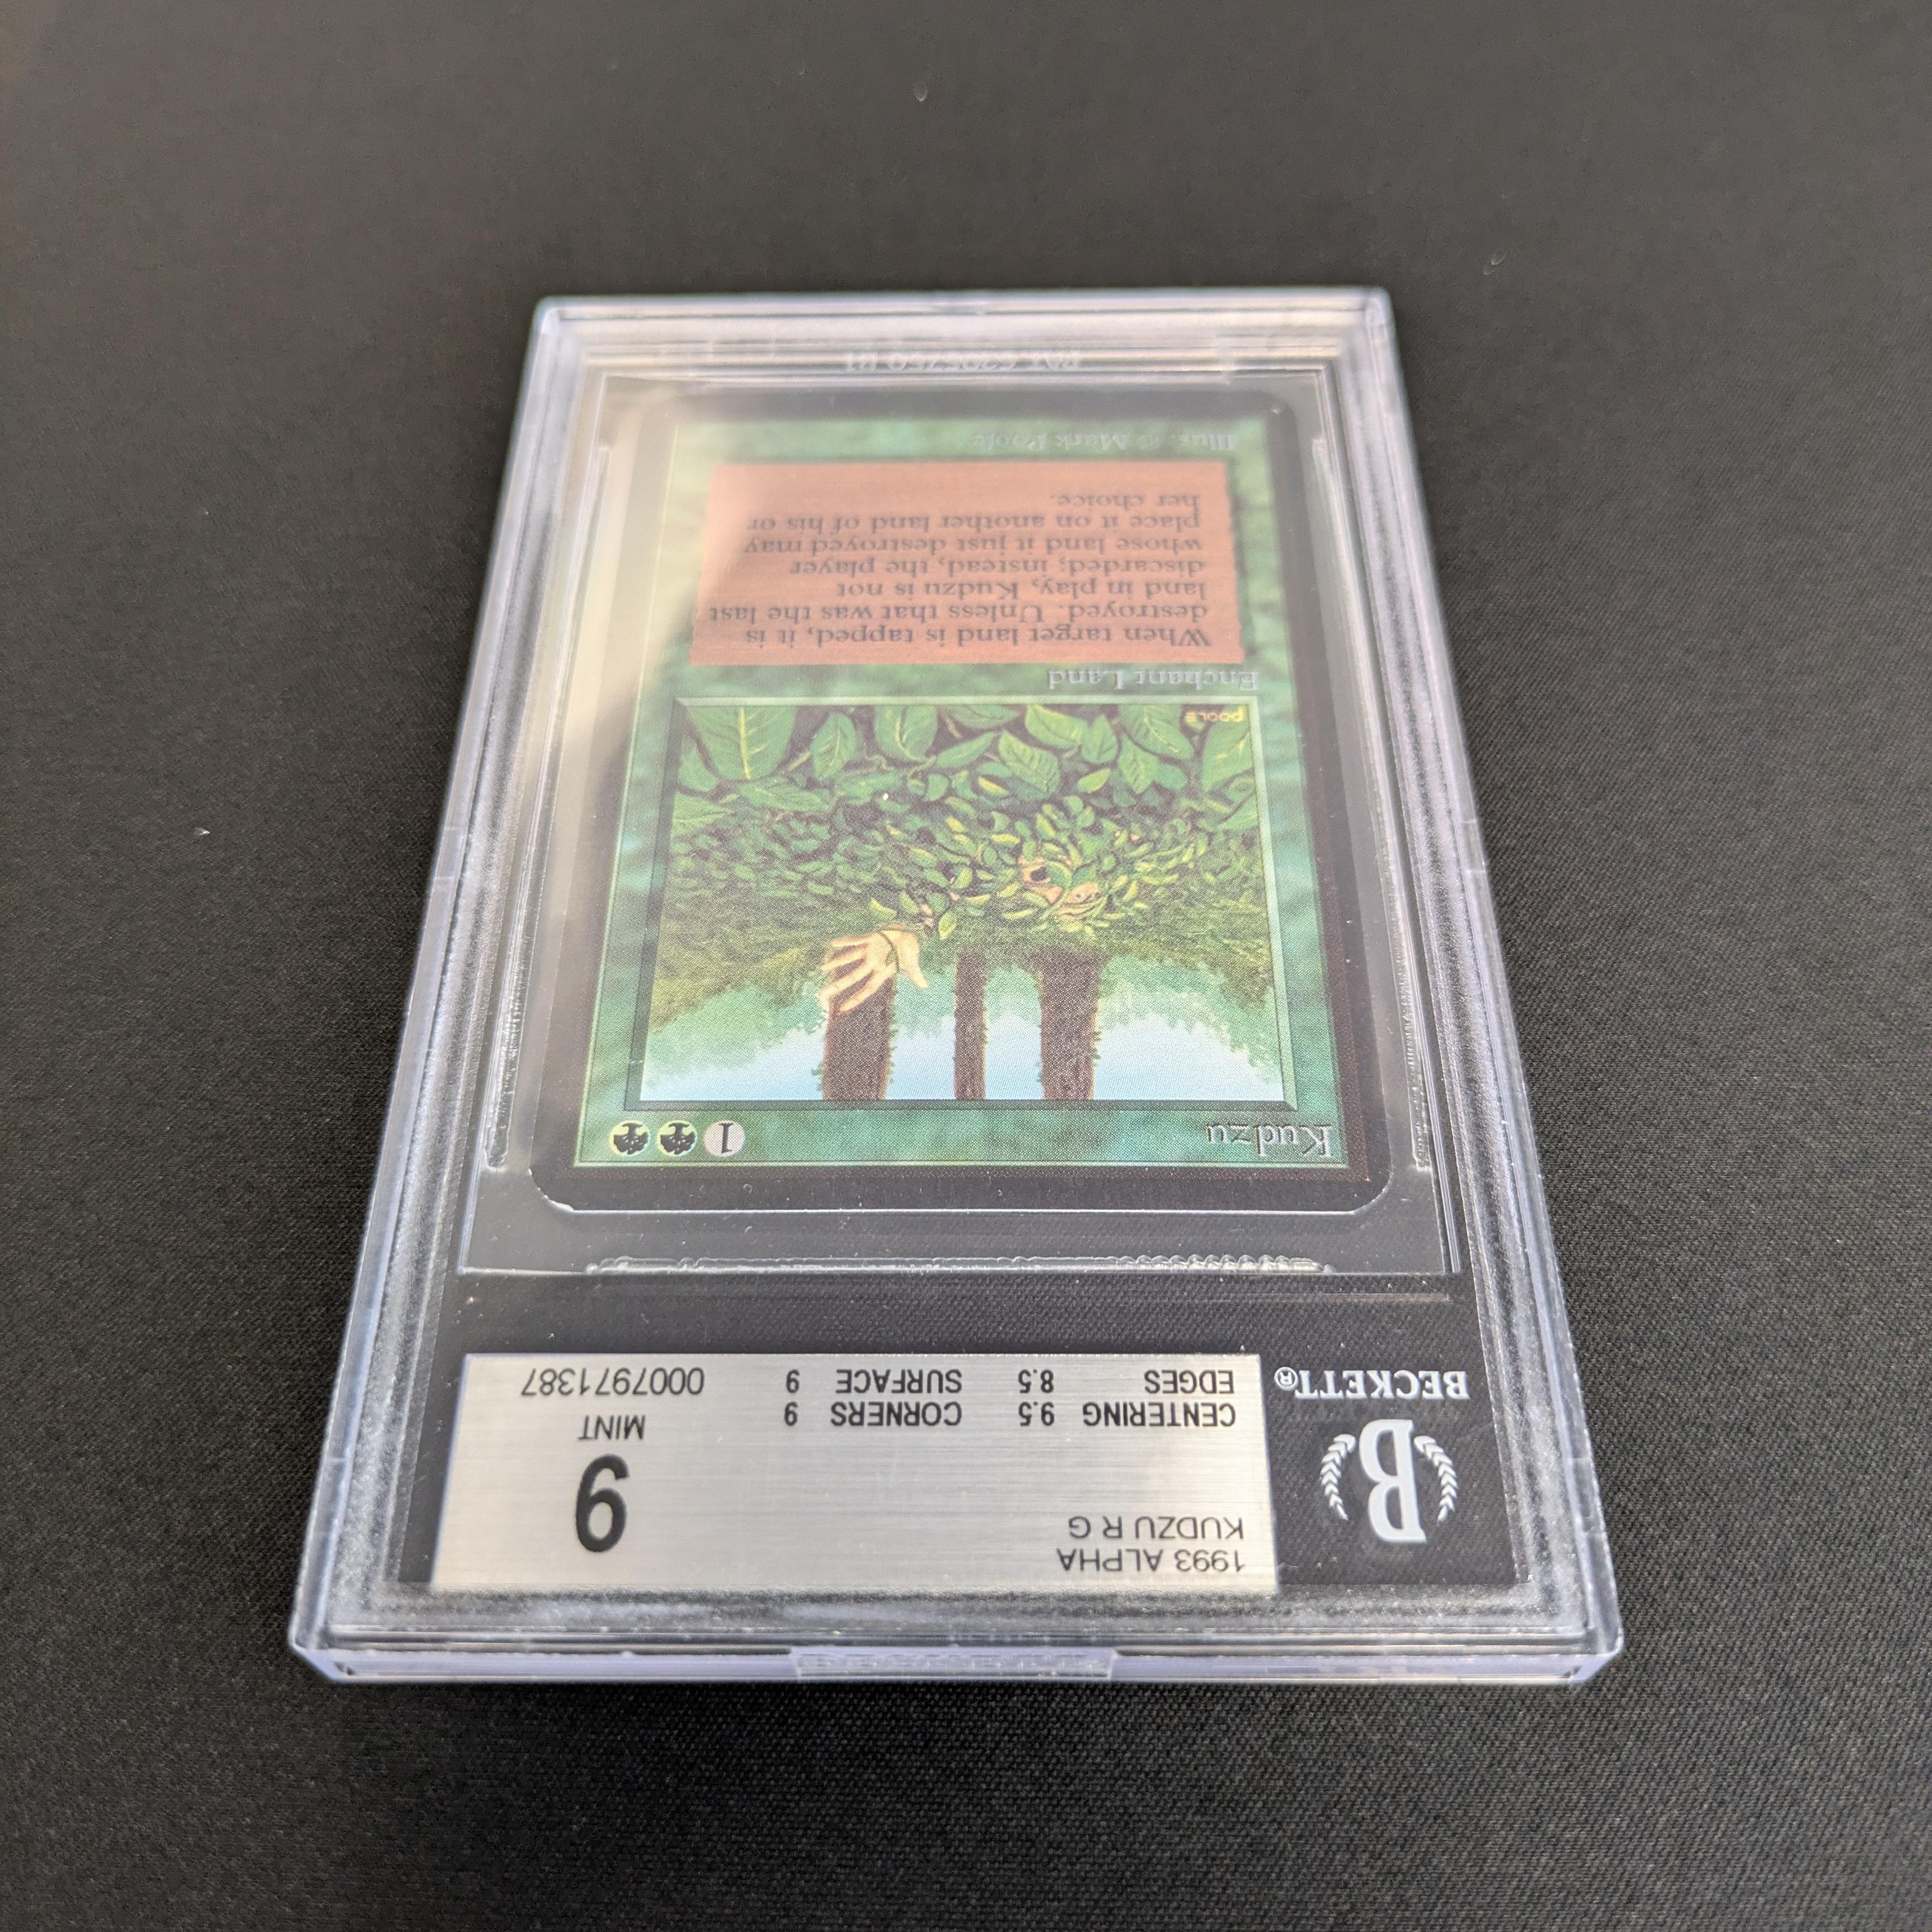 1993 ALPHA
KUDZU R G
9
MINT
CENTERING 9.5 CORNERS 9
EDGES 8.5 SURFACE 9
0007971387
B
BECKETT®
Kudzu
1
POOLE
Enchant Land
When target land is tapped, it is
destroyed. Unless that was the last
land in play, Kudzu is not
discarded; instead, the player
whose land it just destroyed may
place it on another land of his or
her choice.
Illus. © Mark Poole